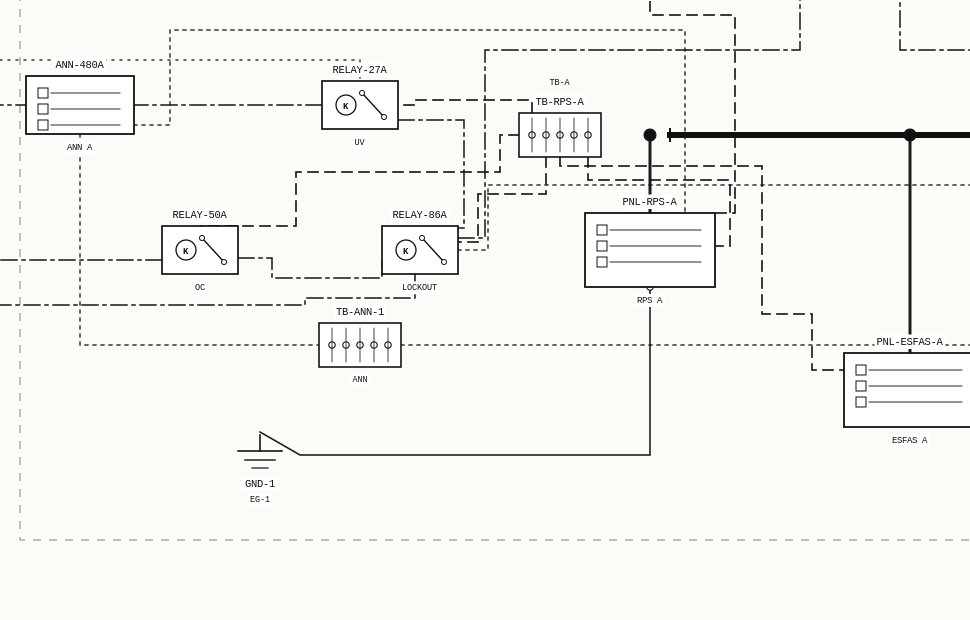 ANN-480A
ANN A
RELAY-27A
K
UV
TB-A
TB-RPS-A
RELAY-50A
K
OC
RELAY-86A
K
LOCKOUT
PNL-RPS-A
RPS A
TB-ANN-1
ANN
PNL-ESFAS-A
ESFAS A
GND-1
EG-1